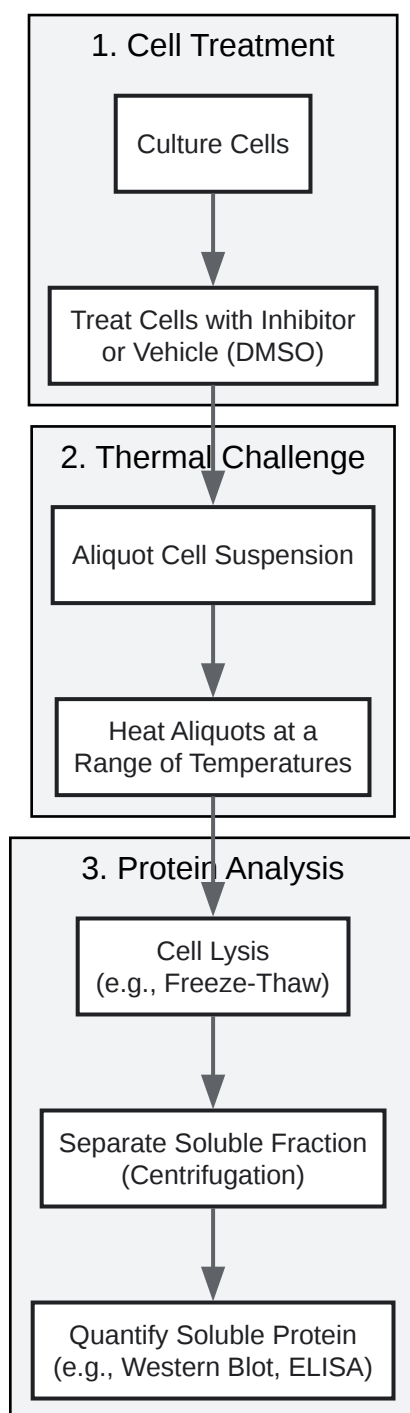 1. Cell Treatment
Culture Cells
Treat Cells with Inhibitor
or Vehicle (DMSO)
2. Thermal Challenge
Aliquot Cell Suspension
Heat Aliquots at a
Range of Temperatures
3. Protein Analysis
Cell Lysis
(e.g., Freeze-Thaw)
Separate Soluble Fraction
(Centrifugation)
Quantify Soluble Protein
(e.g., Western Blot, ELISA)